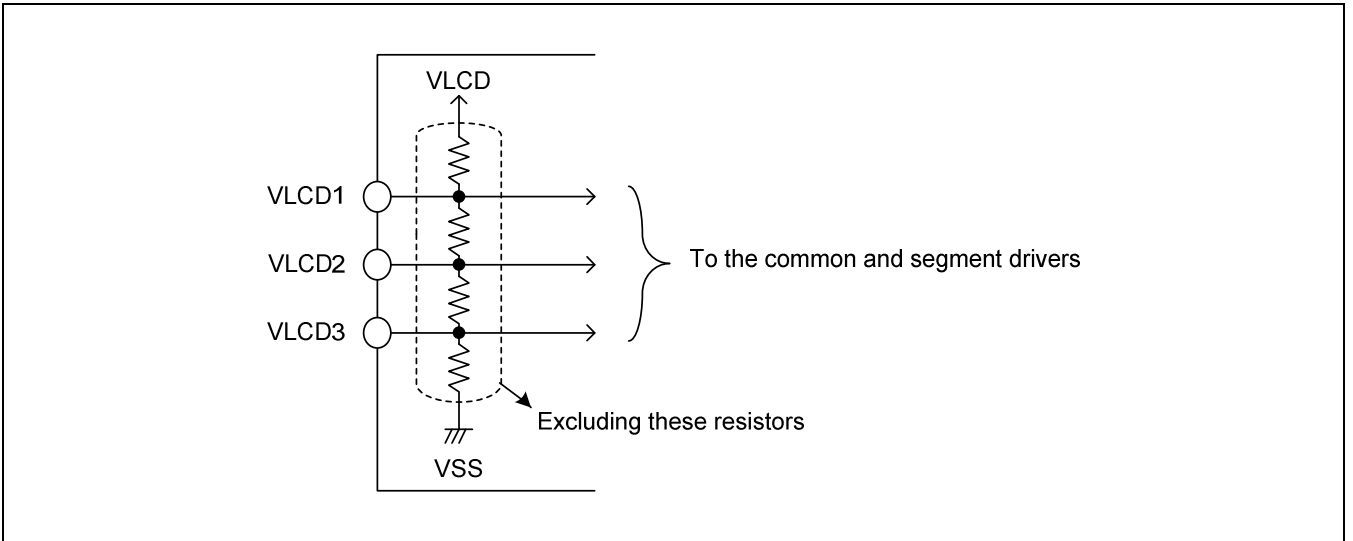 VLCD
VLCD1
VLCD2
To the common and segment drivers
VLCD3
Excluding these resistors
VSS